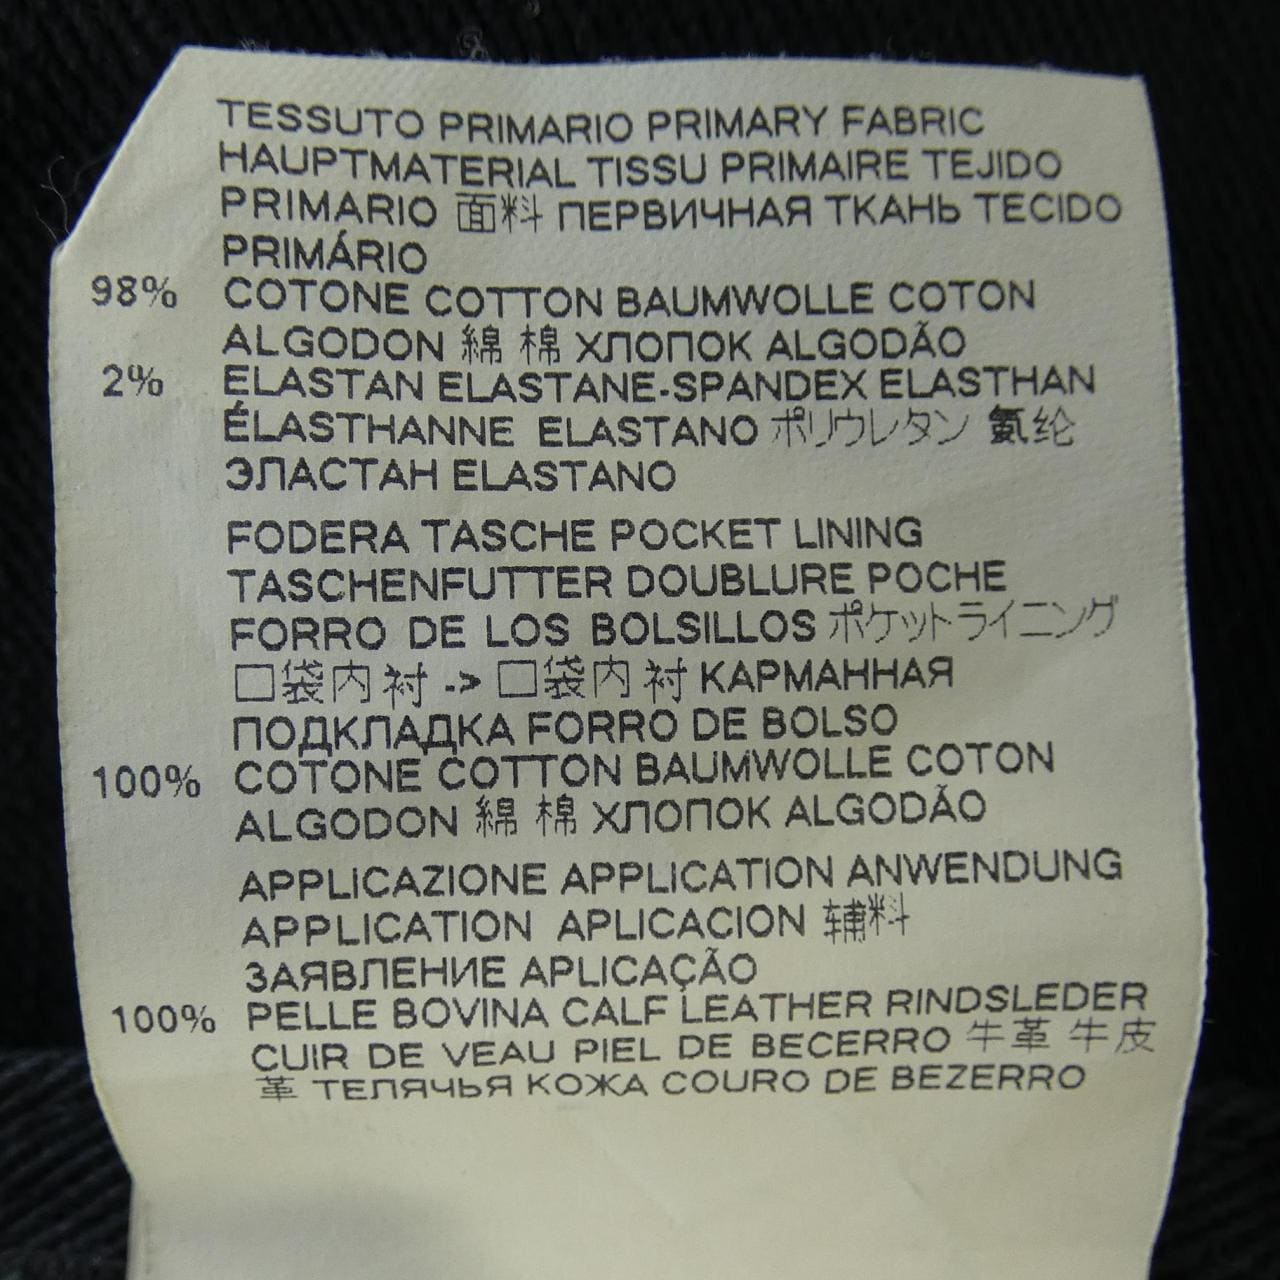 TESSUTO PRIMARIO PRIMARY FABRIC
HAUPTMATERIAL TISSU PRIMAIRE TEJIDO
PRIMARIO 面料 ПЕРВИЧНАЯ ТКАНЬ TECIDO
PRIMÁRIO
98% COTONE COTTON BAUMWOLLE COTON
ALGODON 綿 棉 ХЛОПОК ALGODÃO
2% ELASTAN ELASTANE-SPANDEX ELASTHAN
ÉLASTHANNE ELASTANO ポリウレタン 氨纶
ЭЛАСТАН ELASTANO
FODERA TASCHE POCKET LINING
TASCHENFUTTER DOUBLURE POCHE
FORRO DE LOS BOLSILLOS ポケットライニング
口袋内衬 -> 口袋内衬 КАРМАННАЯ
ПОДКЛАДКА FORRO DE BOLSO
100% COTONE COTTON BAUMWOLLE COTON
ALGODON 綿 棉 ХЛОПОК ALGODÃO
APPLICAZIONE APPLICATION ANWENDUNG
APPLICATION APLICACION 辅料
ЗАЯВЛЕНИЕ APLICAÇÃO
100% PELLE BOVINA CALF LEATHER RINDSLEDER
CUIR DE VEAU PIEL DE BECERRO 牛革 牛皮
革 ТЕЛЯЧЬЯ КОЖА COURO DE BEZERRO